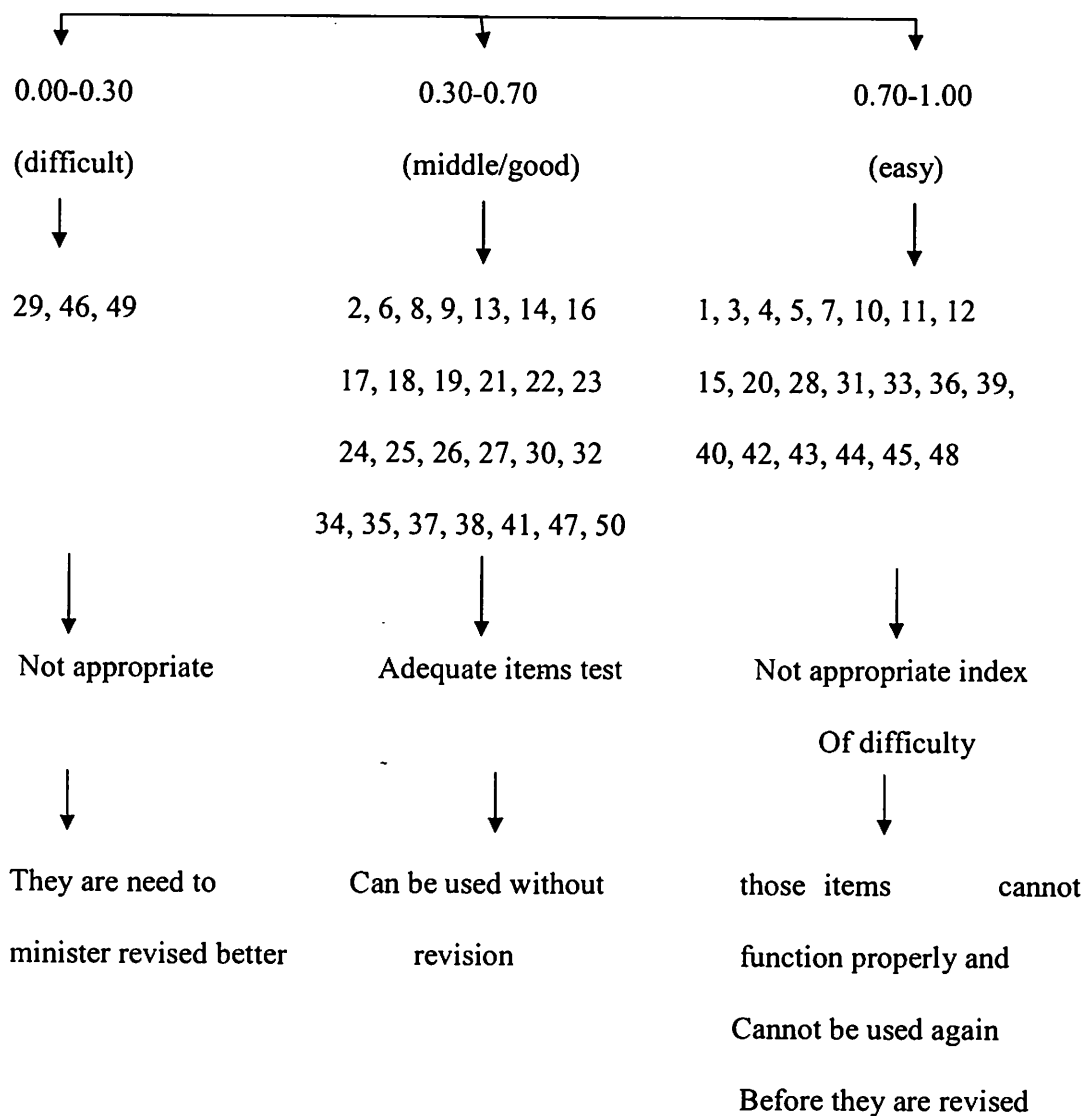 0.00-0.30 0.30-0.70 0.70-1.00
(difficult) (middle/good) (easy)
29, 46, 49 2, 6, 8, 9, 13, 14, 16 1, 3, 4, 5, 7, 10, 11, 12
17, 18, 19, 21, 22, 23 15, 20, 28, 31, 33, 36, 39,
24, 25, 26, 27, 30, 32 40, 42, 43, 44, 45, 48
34, 35, 37, 38, 41, 47, 50
Not appropriate Adequate items test Not appropriate index
Of difficulty
They are need to Can be used without those items cannot
minister revised better revision function properly and
Cannot be used again
Before they are revised